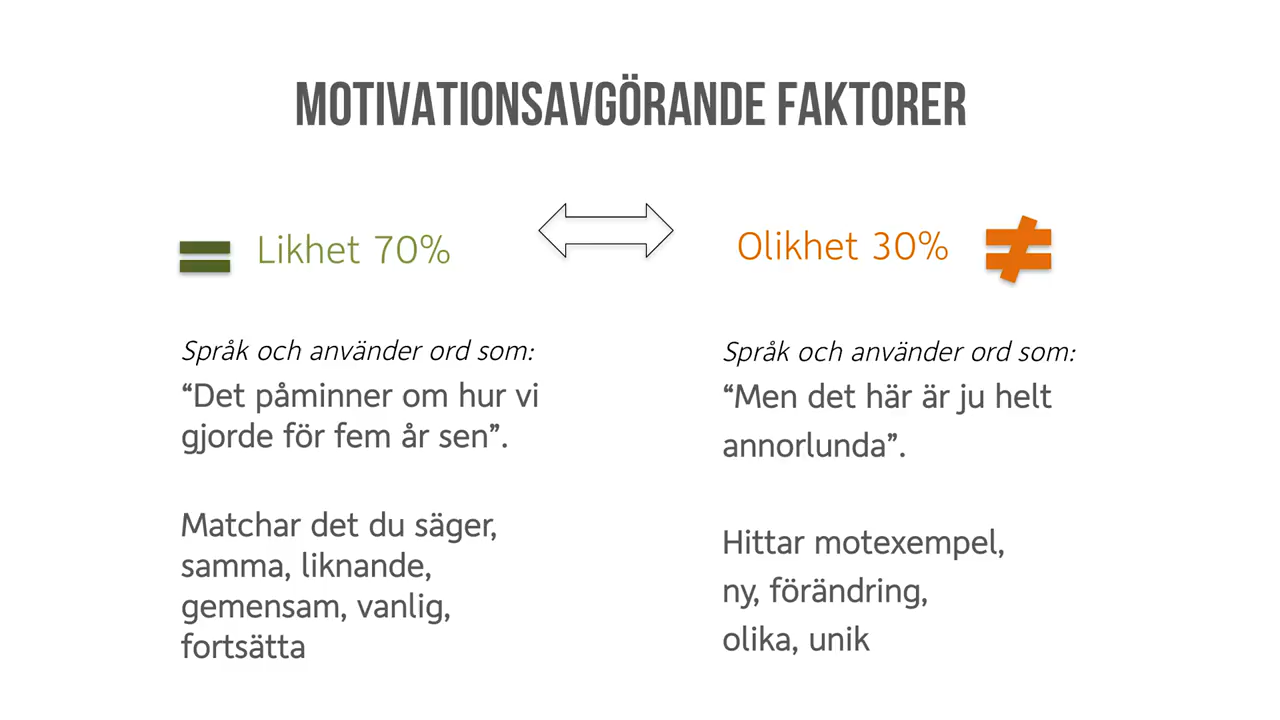 MOTIVATIONSAVGÖRANDE FAKTORER
Likhet 70%
Språk och använder ord som:
“Det påminner om hur vi
gjorde för fem år sen”.
Matchar det du säger,
samma, liknande,
gemensam, vanlig,
fortsätta
Olikhet 30%
Språk och använder ord som:
“Men det här är ju helt
annorlunda”.
Hittar motexempel,
ny, förändring,
olika, unik